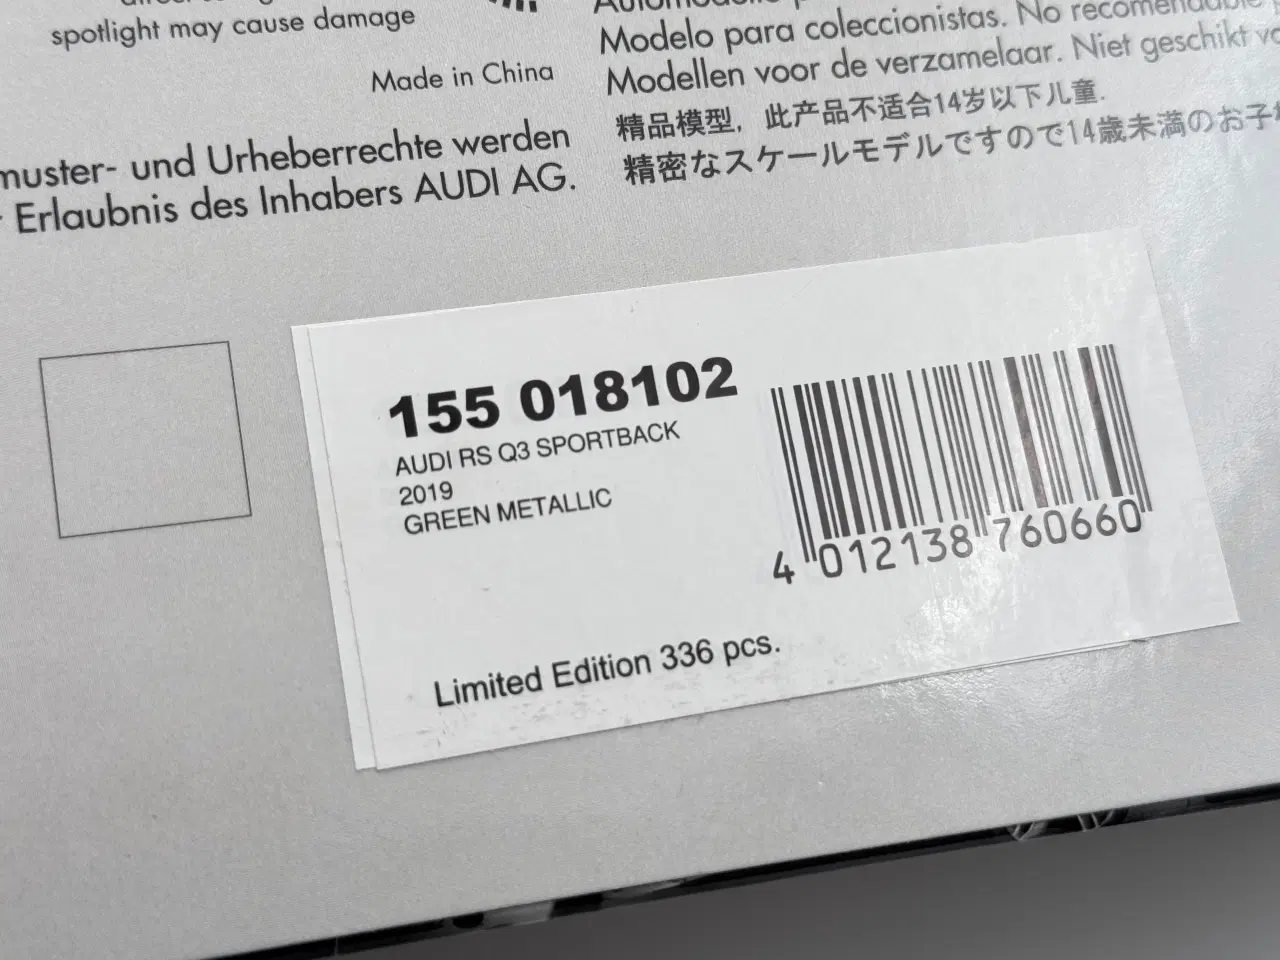 spotlight may cause damage
Made in China
muster- und Urheberrechte werden
Erlaubnis des Inhabers AUDI AG.
Modelo para coleccionistas. No recomendable
Modellen voor de verzamelaar. Niet geschikt
精品模型，此产品不适合14岁以下儿童.
精密なスケールモデルですので14歳未満のお子
155 018102
AUDI RS Q3 SPORTBACK
2019
GREEN METALLIC
4 012138 760660
Limited Edition 336 pcs.